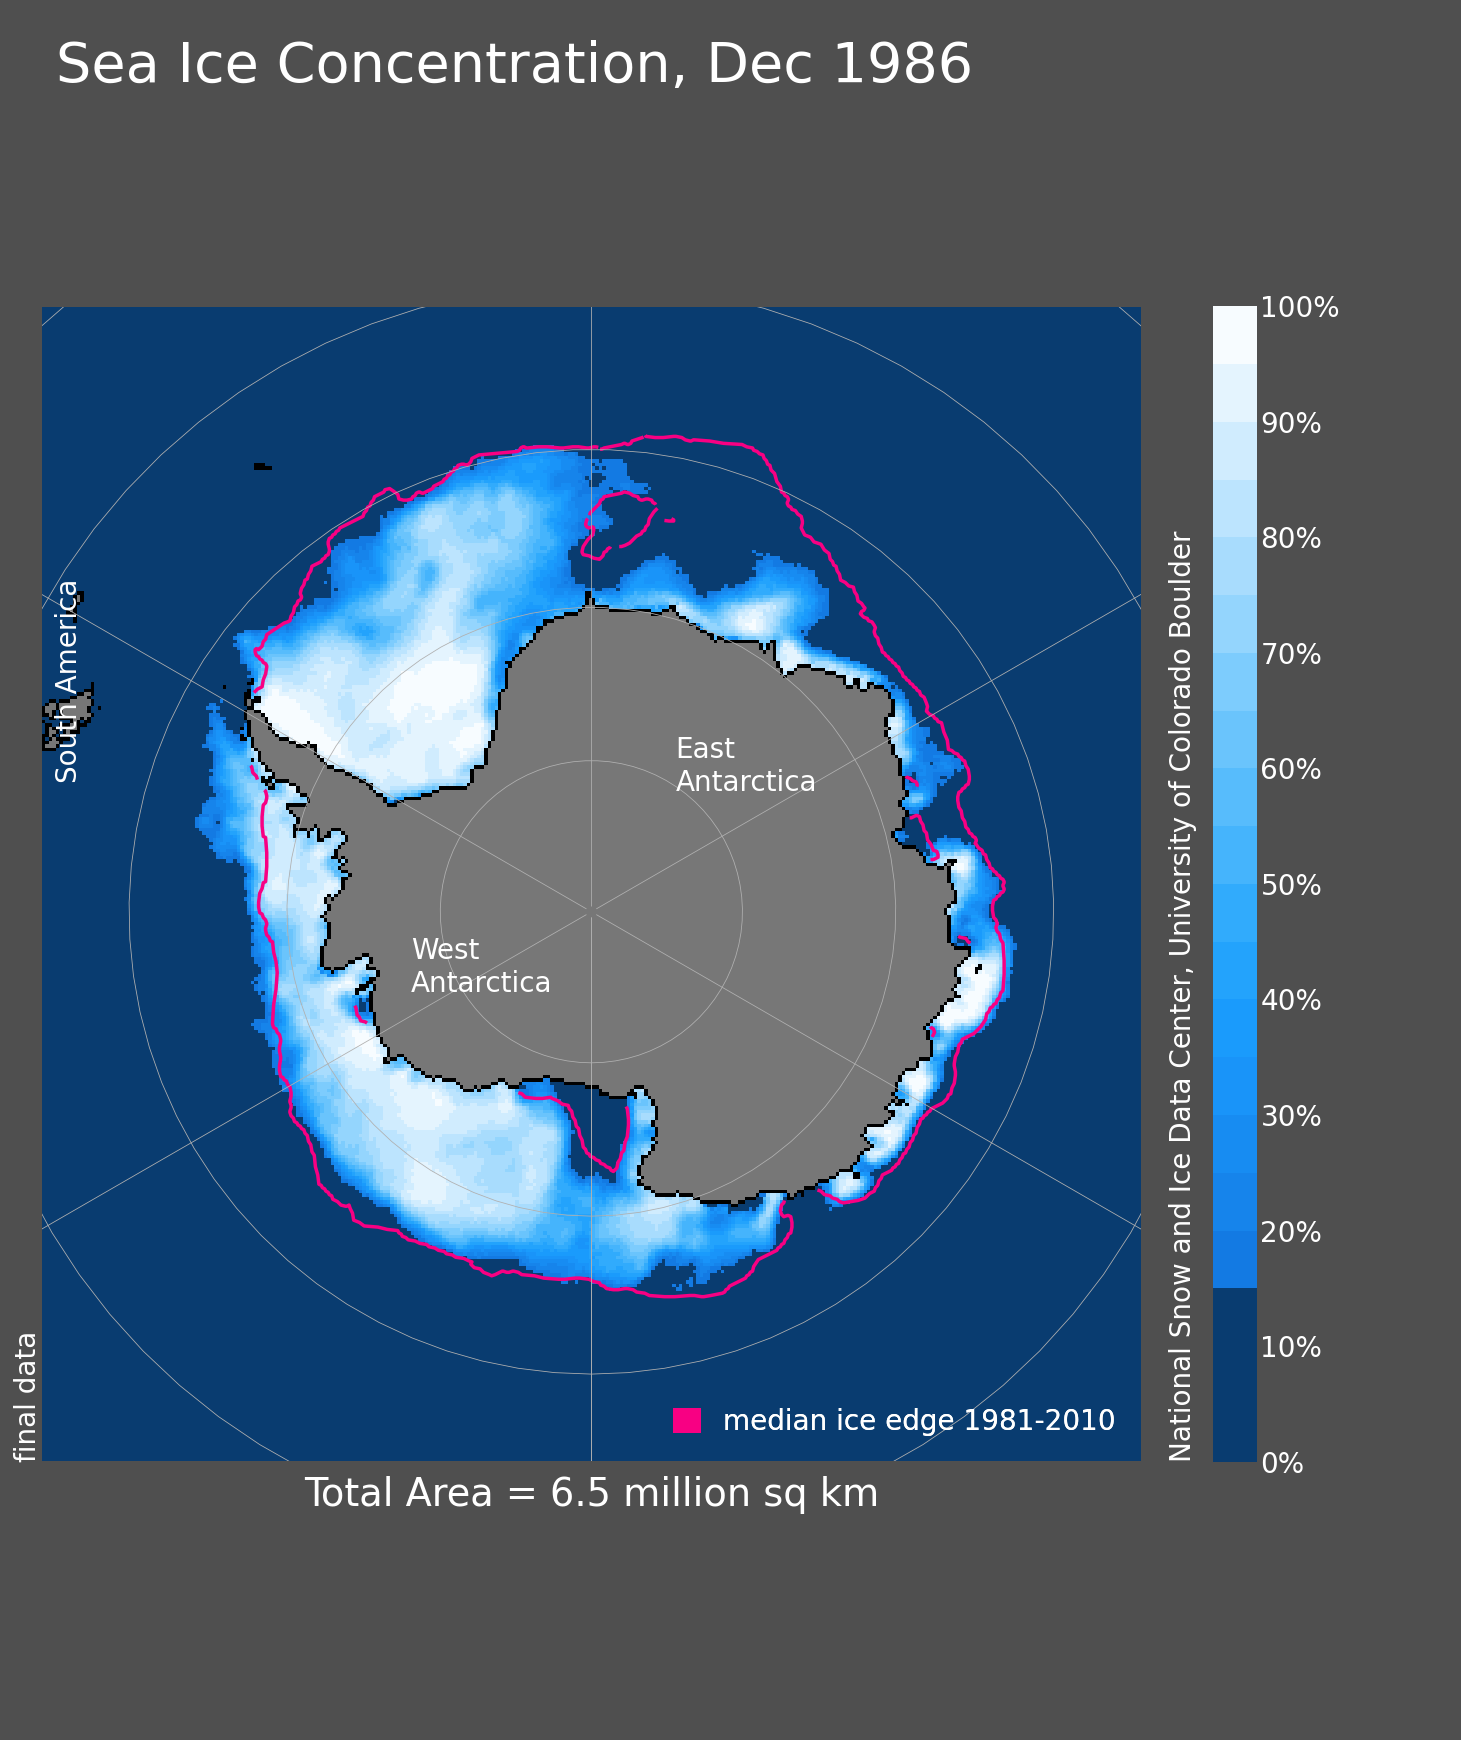 Sea Ice Concentration, Dec 1986
South America
East
Antarctica
West
Antarctica
final data
median ice edge 1981-2010
Total Area = 6.5 million sq km
National Snow and Ice Data Center, University of Colorado Boulder
100%
90%
80%
70%
60%
50%
40%
30%
20%
10%
0%